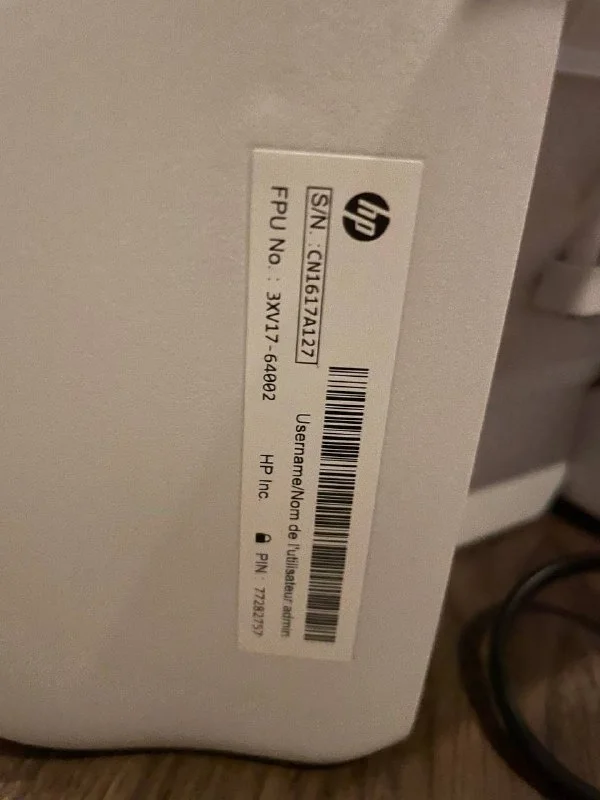 hp
S/N. :CN1617A127
FPU No. : 3XV17-64002
Username/Nom de l'utilisateur admin
HP Inc. PIN : 77282757